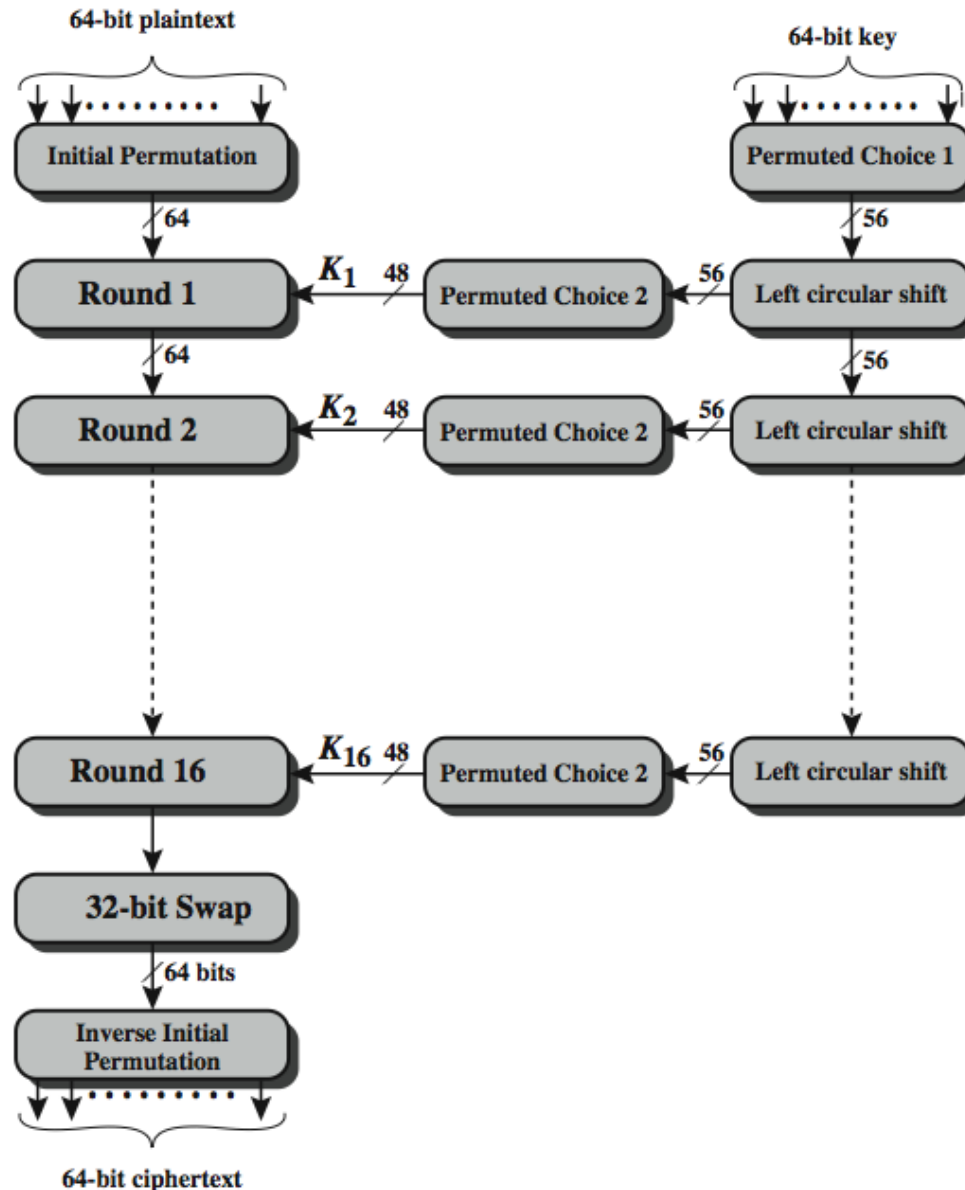 64-bit plaintext
64-bit key
Initial Permutation
Permuted Choice 1
64
56
Round 1
K1
48
Permuted Choice 2
56
Left circular shift
64
56
Round 2
K2
48
Permuted Choice 2
56
Left circular shift
Round 16
K16
48
Permuted Choice 2
56
Left circular shift
32-bit Swap
64 bits
Inverse Initial
Permutation
64-bit ciphertext